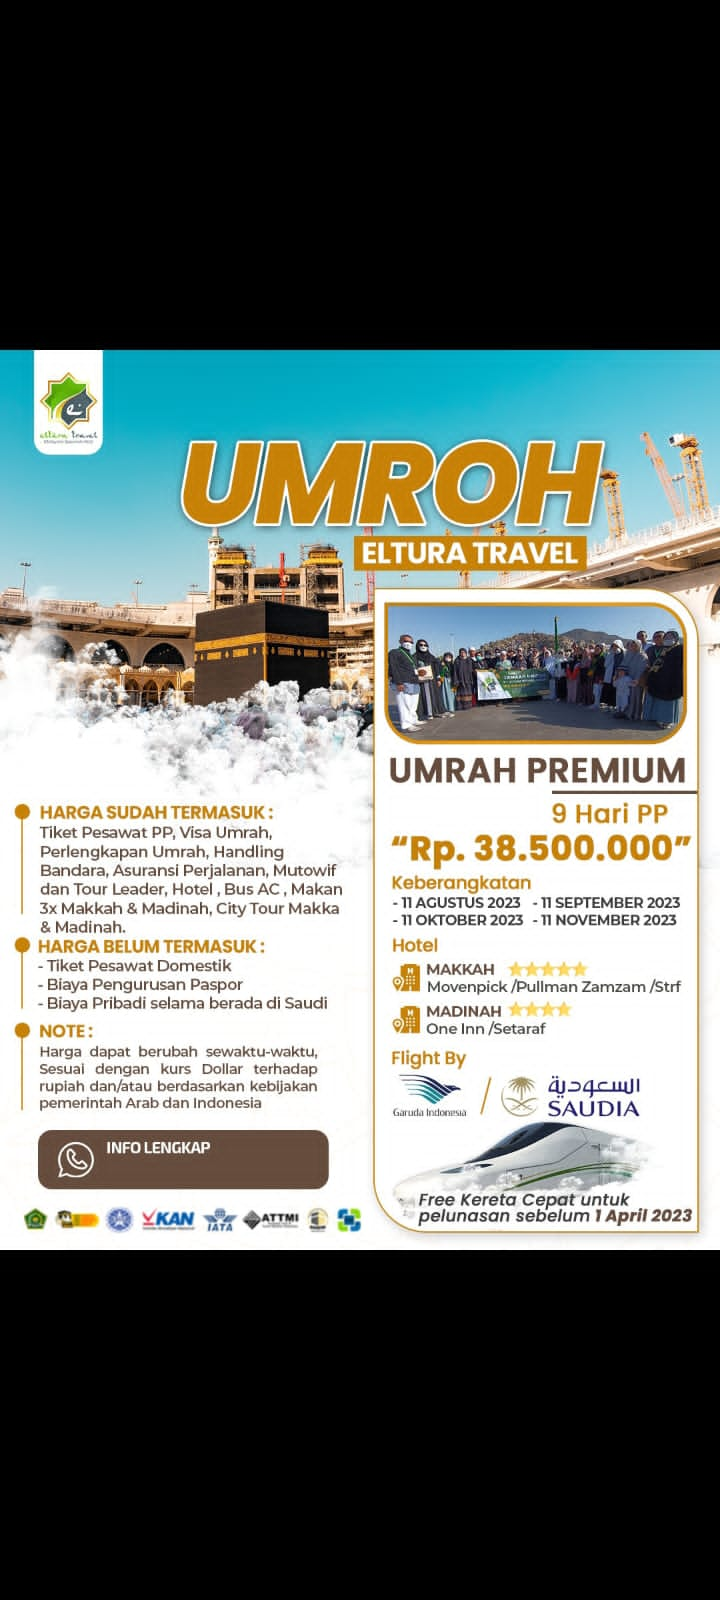 eltura travel
UMROH
ELTURA TRAVEL
UMRAH PREMIUM
9 Hari PP
“Rp. 38.500.000”
Keberangkatan
- 11 AGUSTUS 2023 - 11 SEPTEMBER 2023
- 11 OKTOBER 2023 - 11 NOVEMBER 2023
Hotel
MAKKAH
Movenpick /Pullman Zamzam /Strf
MADINAH
One Inn /Setaraf
Flight By
Garuda Indonesia
السعودية
SAUDIA
Free Kereta Cepat untuk
pelunasan sebelum 1 April 2023
HARGA SUDAH TERMASUK :
Tiket Pesawat PP, Visa Umrah,
Perlengkapan Umrah, Handling
Bandara, Asuransi Perjalanan, Mutowif
dan Tour Leader, Hotel , Bus AC , Makan
3x Makkah & Madinah, City Tour Makka
& Madinah.
HARGA BELUM TERMASUK :
- Tiket Pesawat Domestik
- Biaya Pengurusan Paspor
- Biaya Pribadi selama berada di Saudi
NOTE :
Harga dapat berubah sewaktu-waktu,
Sesuai dengan kurs Dollar terhadap
rupiah dan/atau berdasarkan kebijakan
pemerintah Arab dan Indonesia
INFO LENGKAP
KAN
IATA
ATTMI